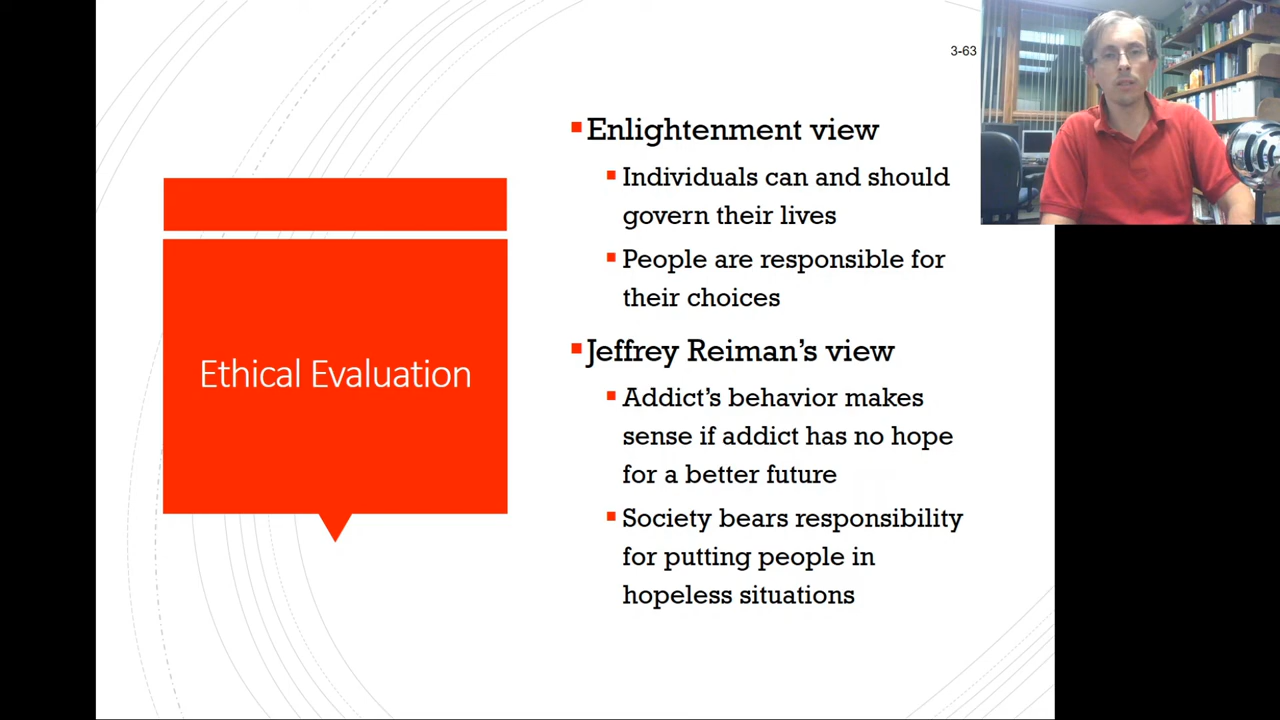 3-63
Ethical Evaluation
Enlightenment view
Individuals can and should
govern their lives
People are responsible for
their choices
Jeffrey Reiman's view
Addict's behavior makes
sense if addict has no hope
for a better future
Society bears responsibility
for putting people in
hopeless situations